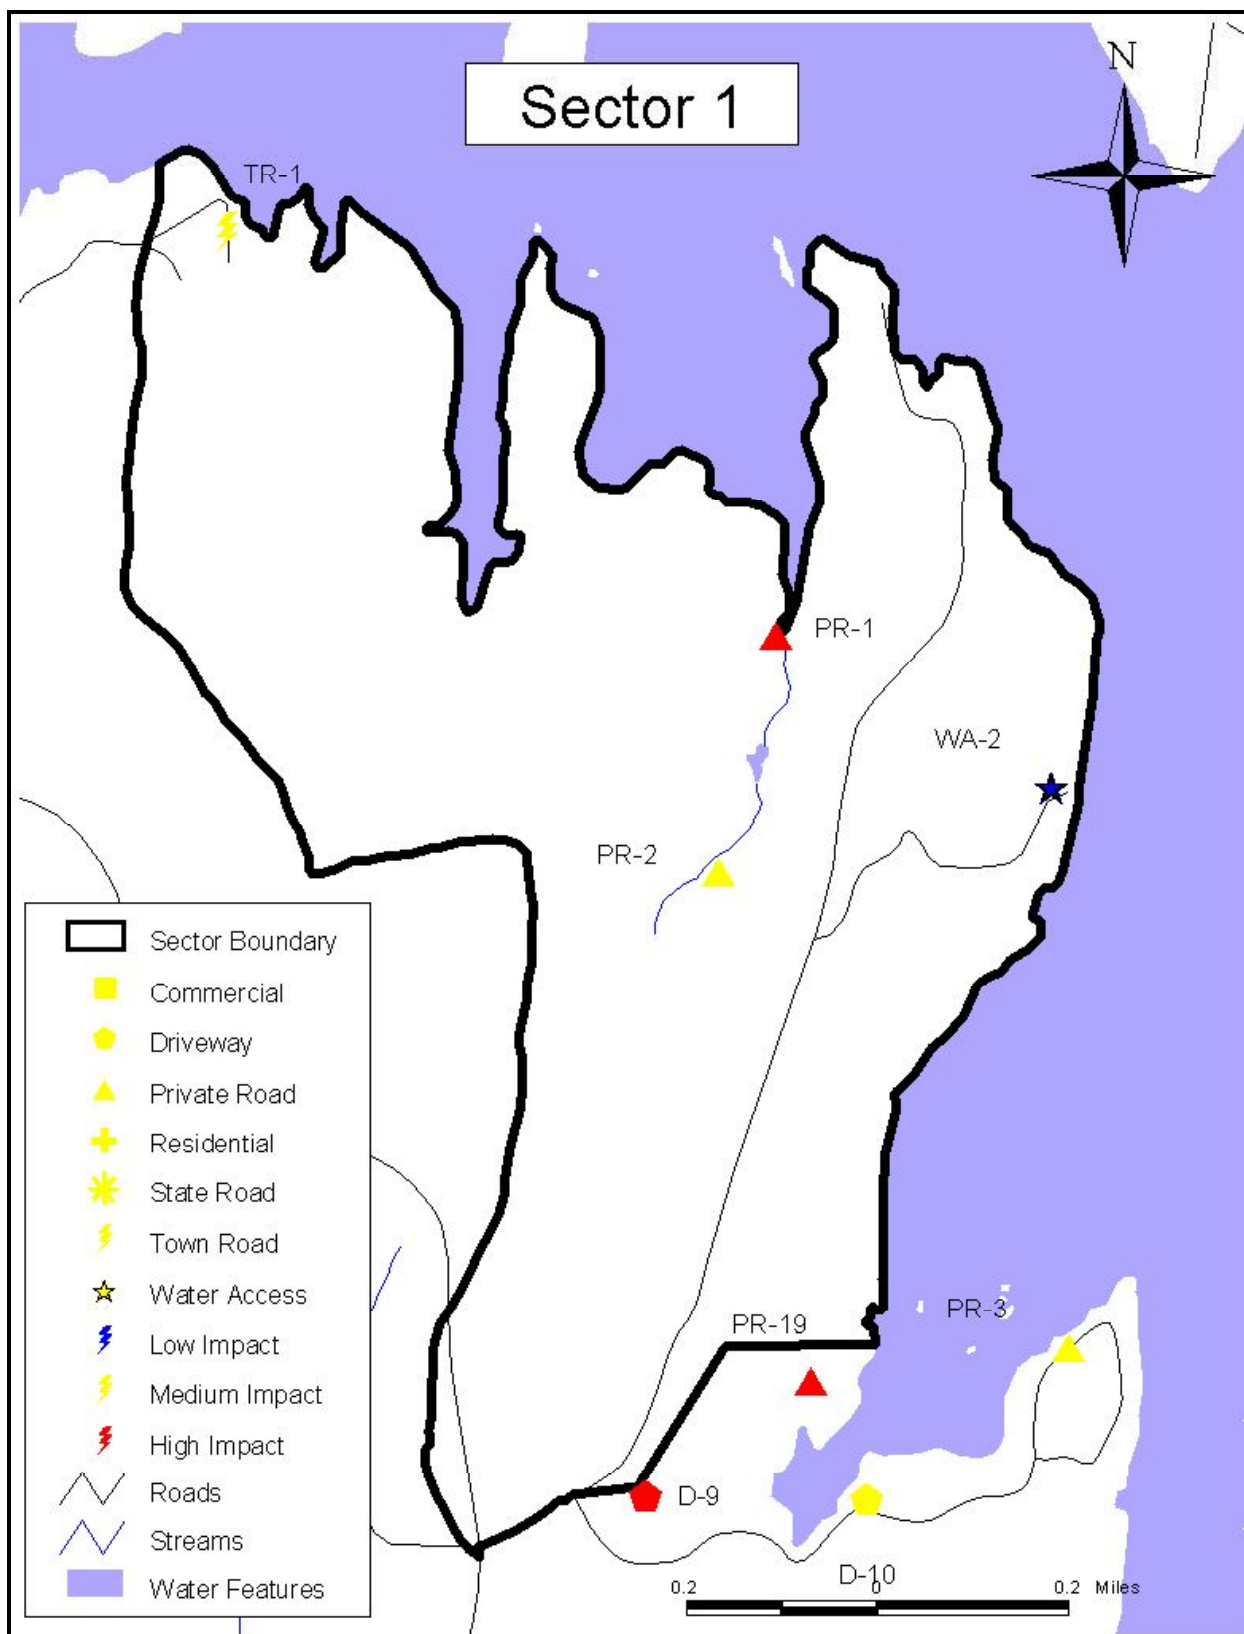 Sector 1
N
TR-1
PR-1
WA-2
PR-2
Sector Boundary
Commercial
Driveway
Private Road
Residential
State Road
Town Road
Water Access
Low Impact
Medium Impact
High Impact
Roads
Streams
Water Features
PR-3
PR-19
D-9
D-10
0.2 0 0.2 Miles